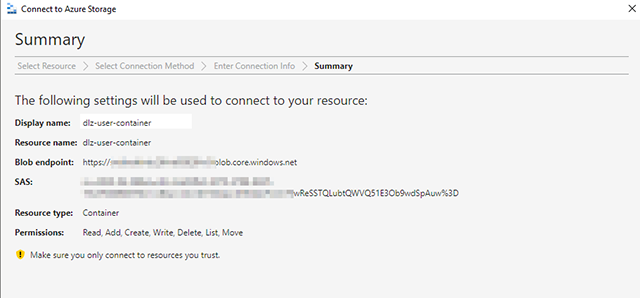 Connect to Azure Storage
Summary
Select Resource > Select Connection Method > Enter Connection Info > Summary
The following settings will be used to connect to your resource:
Display name: dlz-user-container
Resource name: dlz-user-container
Blob endpoint: https:// blob.core.windows.net
SAS:
wReSSTQLubtQWVQ51E3Ob9wdSpAuw%3D
Resource type: Container
Permissions: Read, Add, Create, Write, Delete, List, Move
Make sure you only connect to resources you trust.